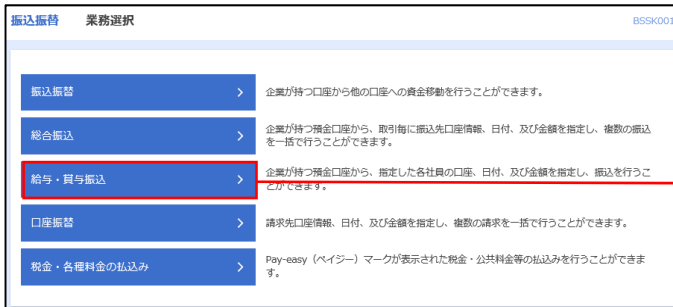 振込振替 業務選択 BSSK001
振込振替 企業が持つ口座から他の口座への資金移動を行うことができます。
総合振込 企業が持つ預金口座から、取引毎に振込先口座情報、日付、及び金額を指定し、複数の振込
を一括で行うことができます。
給与・賞与振込 企業が持つ預金口座から、指定した各社員の口座、日付、及び金額を指定し、振込を行うこ
とができます。
口座振替 請求先口座情報、日付、及び金額を指定し、複数の請求を一括で行うことができます。
税金・各種料金の払込み Pay-easy（ペイジー）マークが表示された税金・公共料金等の払込みを行うことができま
す。